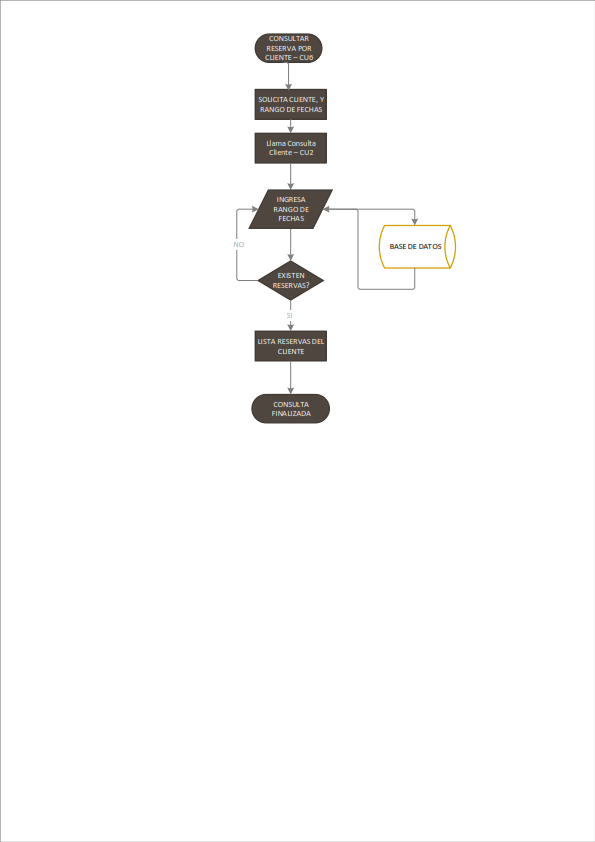 CONSULTAR
RESERVA POR
CLIENTE – CU6
SOLICITA CLIENTE, Y
RANGO DE FECHAS
Llama Consulta
Cliente – CU2
INGRESA
RANGO DE
FECHAS
NO
BASE DE DATOS
EXISTEN
RESERVAS?
SI
LISTA RESERVAS DEL
CLIENTE
CONSULTA
FINALIZADA